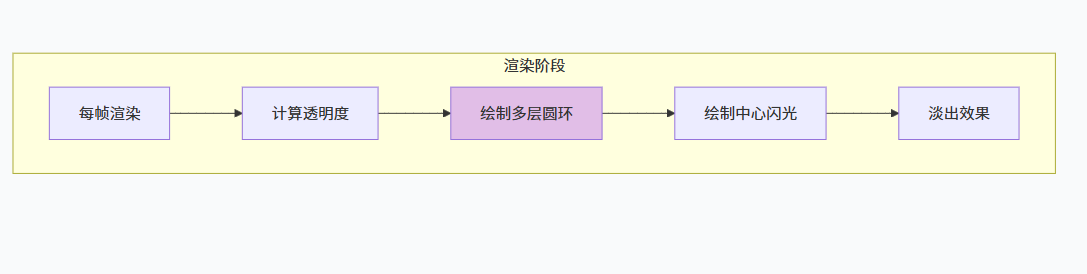 渲染阶段
每帧渲染
计算透明度
绘制多层圆环
绘制中心闪光
淡出效果